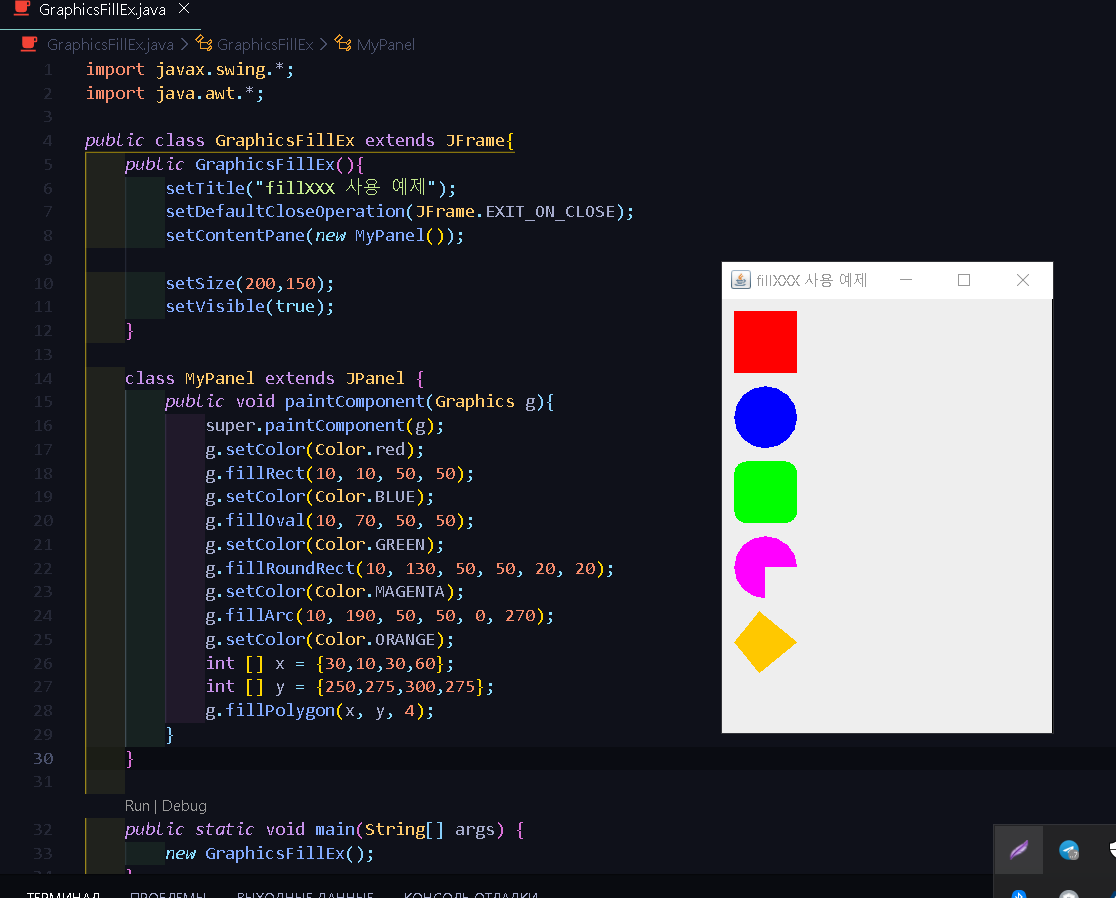 GraphicsFillEx.java
GraphicsFillEx.java GraphicsFillEx MyPanel
1 import javax.swing.*;
2 import java.awt.*;
3
4 public class GraphicsFillEx extends JFrame{
5 public GraphicsFillEx(){
6 setTitle("fillXXX 사용 예제");
7 setDefaultCloseOperation(JFrame.EXIT_ON_CLOSE);
8 setContentPane(new MyPanel());
9
10 setSize(200,150);
11 setVisible(true);
12 }
13
14 class MyPanel extends JPanel {
15 public void paintComponent(Graphics g){
16 super.paintComponent(g);
17 g.setColor(Color.red);
18 g.fillRect(10, 10, 50, 50);
19 g.setColor(Color.BLUE);
20 g.fillOval(10, 70, 50, 50);
21 g.setColor(Color.GREEN);
22 g.fillRoundRect(10, 130, 50, 50, 20, 20);
23 g.setColor(Color.MAGENTA);
24 g.fillArc(10, 190, 50, 50, 0, 270);
25 g.setColor(Color.ORANGE);
26 int [] x = {30,10,30,60};
27 int [] y = {250,275,300,275};
28 g.fillPolygon(x, y, 4);
29 }
30 }
31
Run | Debug
32 public static void main(String[] args) {
33 new GraphicsFillEx();
34 }
fillXXX 사용 예제
ТЕРМИНАЛ ПРОБЛЕМЫ ВЫХОДНЫЕ ДАННЫЕ КОНСОЛЬ ОТЛАДКИ